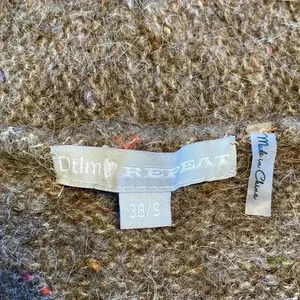 Dtlm♡ REPEAT
38/S
Made in China